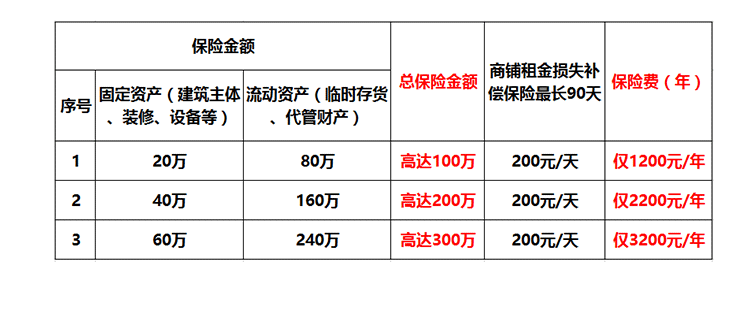 保险金额
总保险金额
商铺租金损失补
偿保险最长90天
保险费（年）
序号
固定资产（建筑主体
、装修、设备等）
流动资产（临时存货
、代管财产）
1
20万
80万
高达100万
200元/天
仅1200元/年
2
40万
160万
高达200万
200元/天
仅2200元/年
3
60万
240万
高达300万
200元/天
仅3200元/年